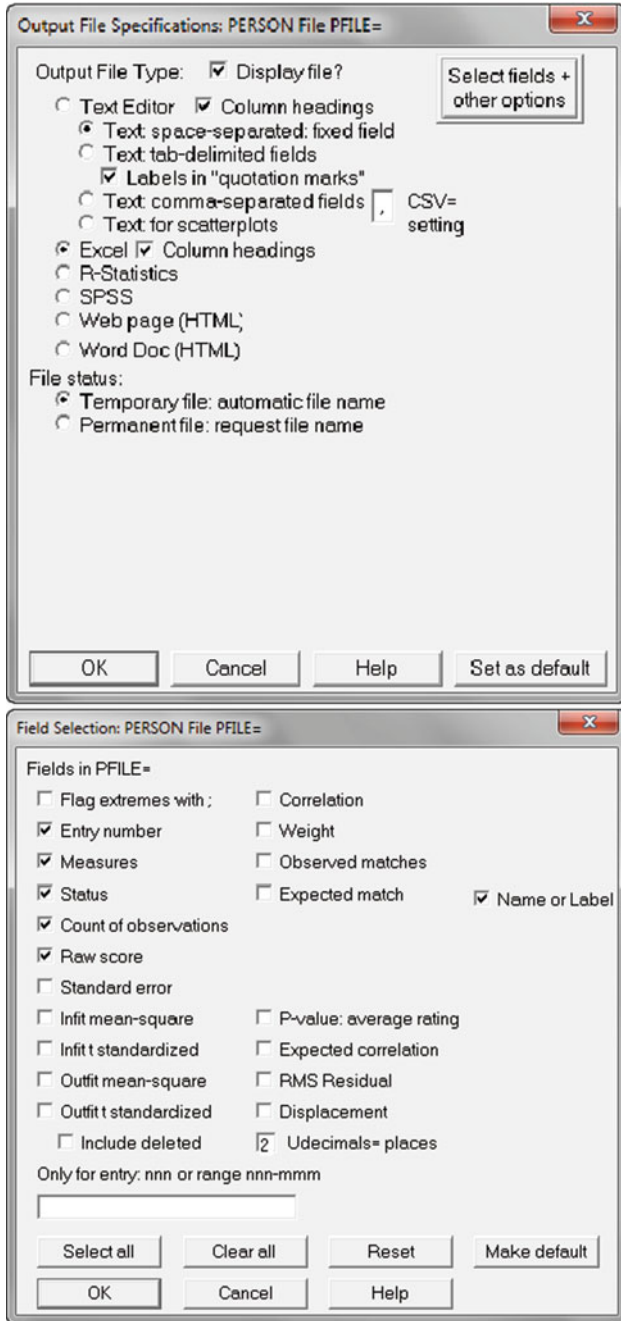 Output File Specifications: PERSON File PFILE=
x
Output File Type: Display file?
Select fields +
other options
Text Editor Column headings
Text: space-separated: fixed field
Text: tab-delimited fields
Labels in "quotation marks"
Text: comma-separated fields , CSV=
setting
Text: for scatterplots
Excel Column headings
R-Statistics
SPSS
Web page (HTML)
Word Doc (HTML)
File status:
Temporary file: automatic file name
Permanent file: request file name
OK Cancel Help Set as default
Field Selection: PERSON File PFILE=
x
Fields in PFILE=
Flag extremes with ; Correlation
Entry number Weight
Measures Observed matches
Status Expected match Name or Label
Count of observations
Raw score
Standard error
Infit mean-square P-value: average rating
Infit t standardized Expected correlation
Outfit mean-square RMS Residual
Outfit t standardized Displacement
Include deleted 2 Udecimals= places
Only for entry: nnn or range nnn-mmm
Select all Clear all Reset Make default
OK Cancel Help